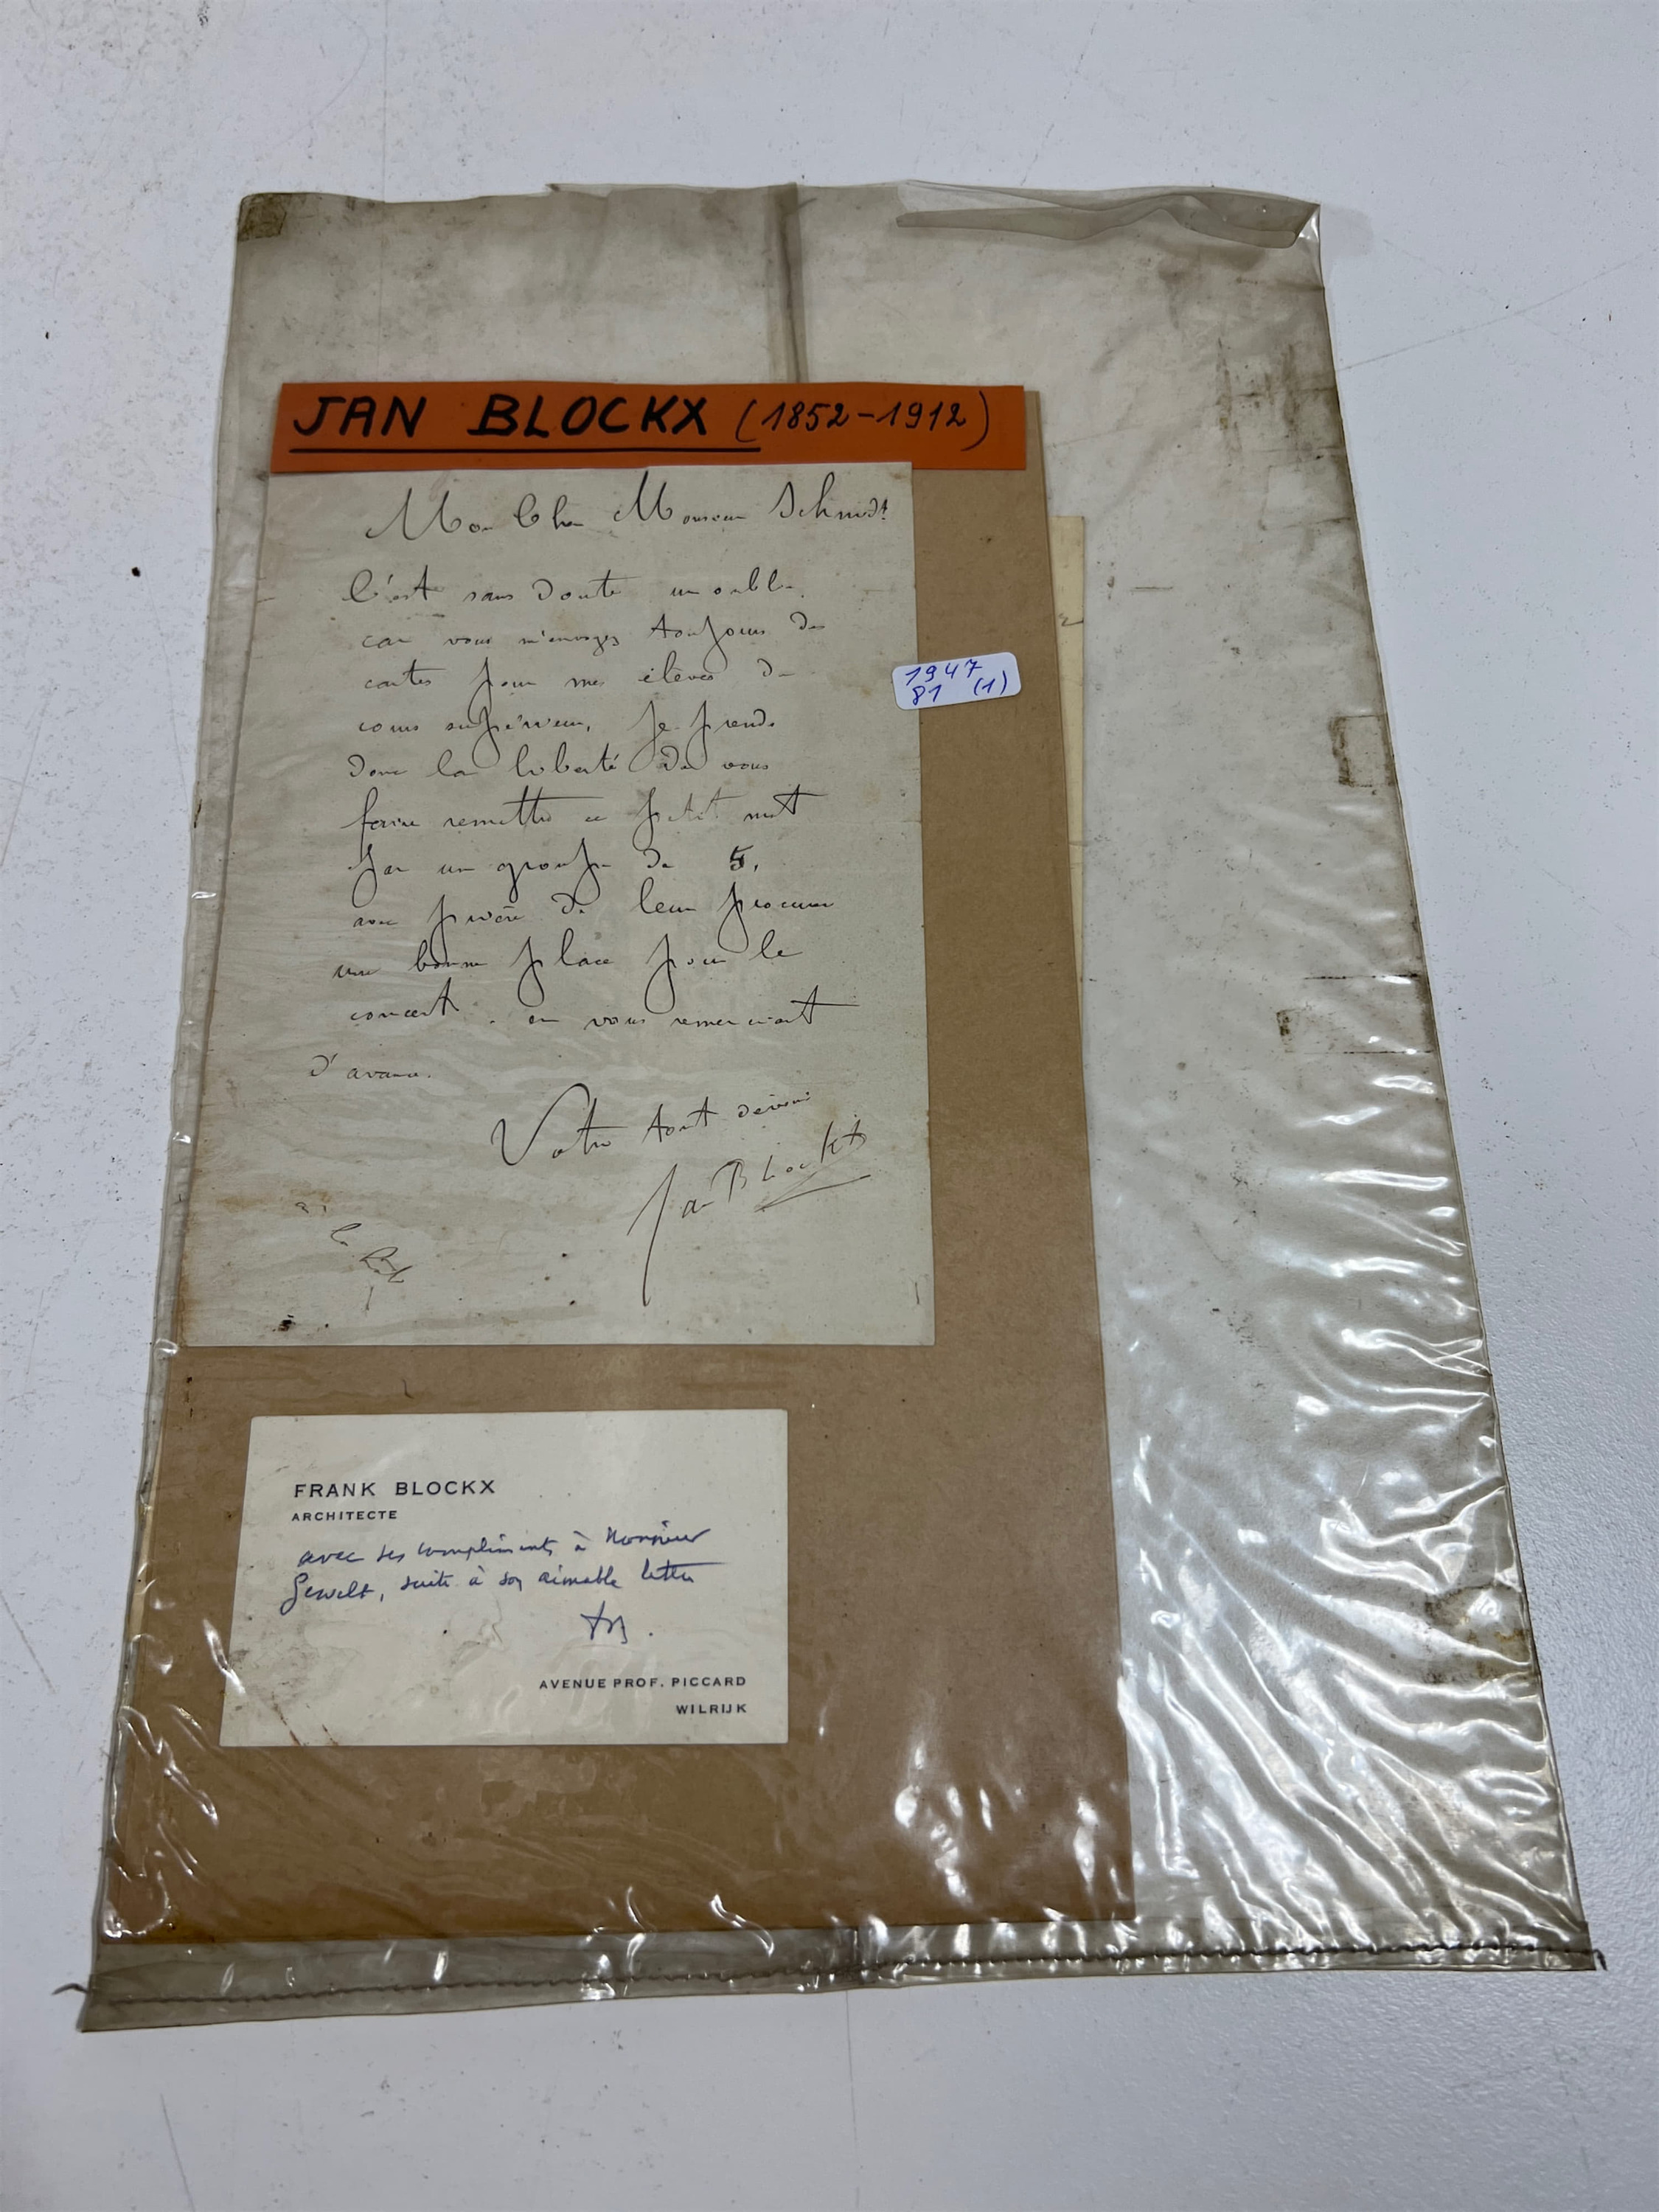 JAN BLOCKX (1852-1912)
Mon Cher Monsieur Schmidt
C'est sans doute un oubli,
car vous m'envoyez toujours des
cartes pour mes élèves du
cours supérieur, je prends
donc la liberté de vous
faire remettre ce petit mot
par un groupe de 5,
avec prière de leur procurer
une bonne place pour le
concert. en vous remerciant
d'avance.
Votre tout dévoué
Jan Blockx
1947
81 (1)
FRANK BLOCKX
ARCHITECTE
avec ses compliments à Monsieur
suite à son aimable lettre
AVENUE PROF. PICCARD
WILRIJK